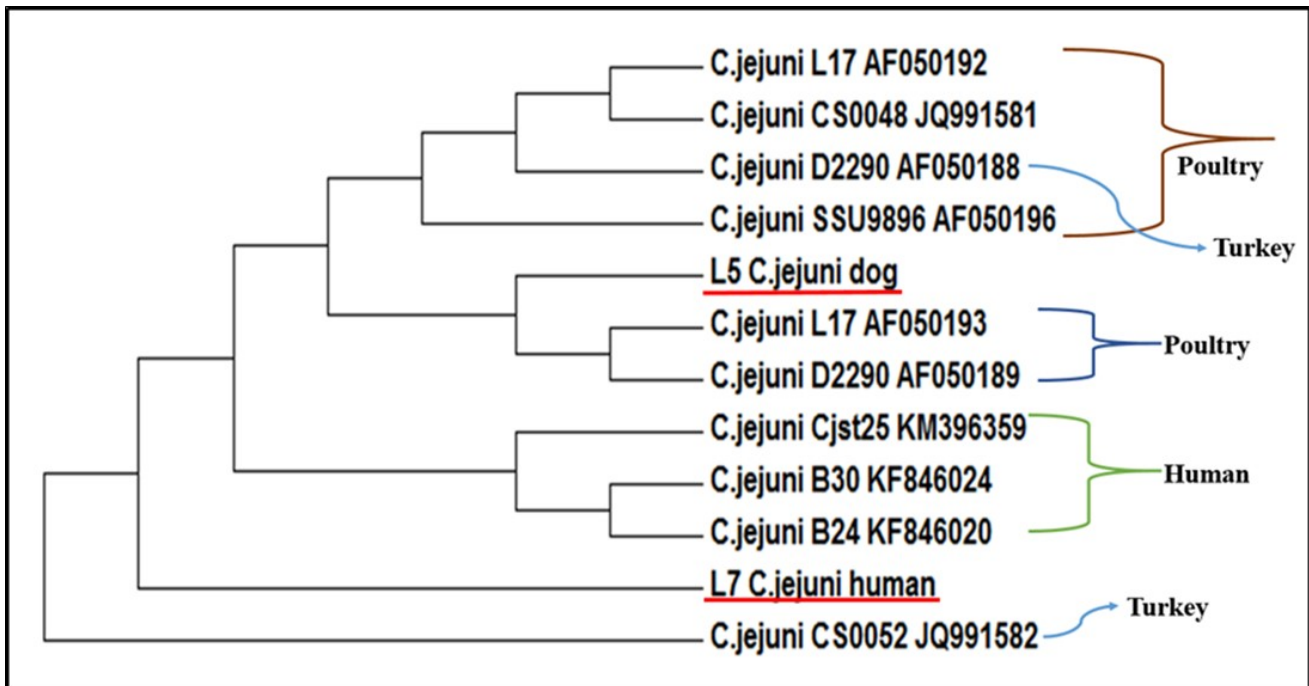 C.jejuni L17 AF050192
C.jejuni CS0048 JQ991581
C.jejuni D2290 AF050188
Poultry
C.jejuni SSU9896 AF050196
Turkey
L5 C.jejuni dog
C.jejuni L17 AF050193
Poultry
C.jejuni D2290 AF050189
C.jejuni Cjst25 KM396359
C.jejuni B30 KF846024
Human
C.jejuni B24 KF846020
L7 C.jejuni human
Turkey
C.jejuni CS0052 JQ991582